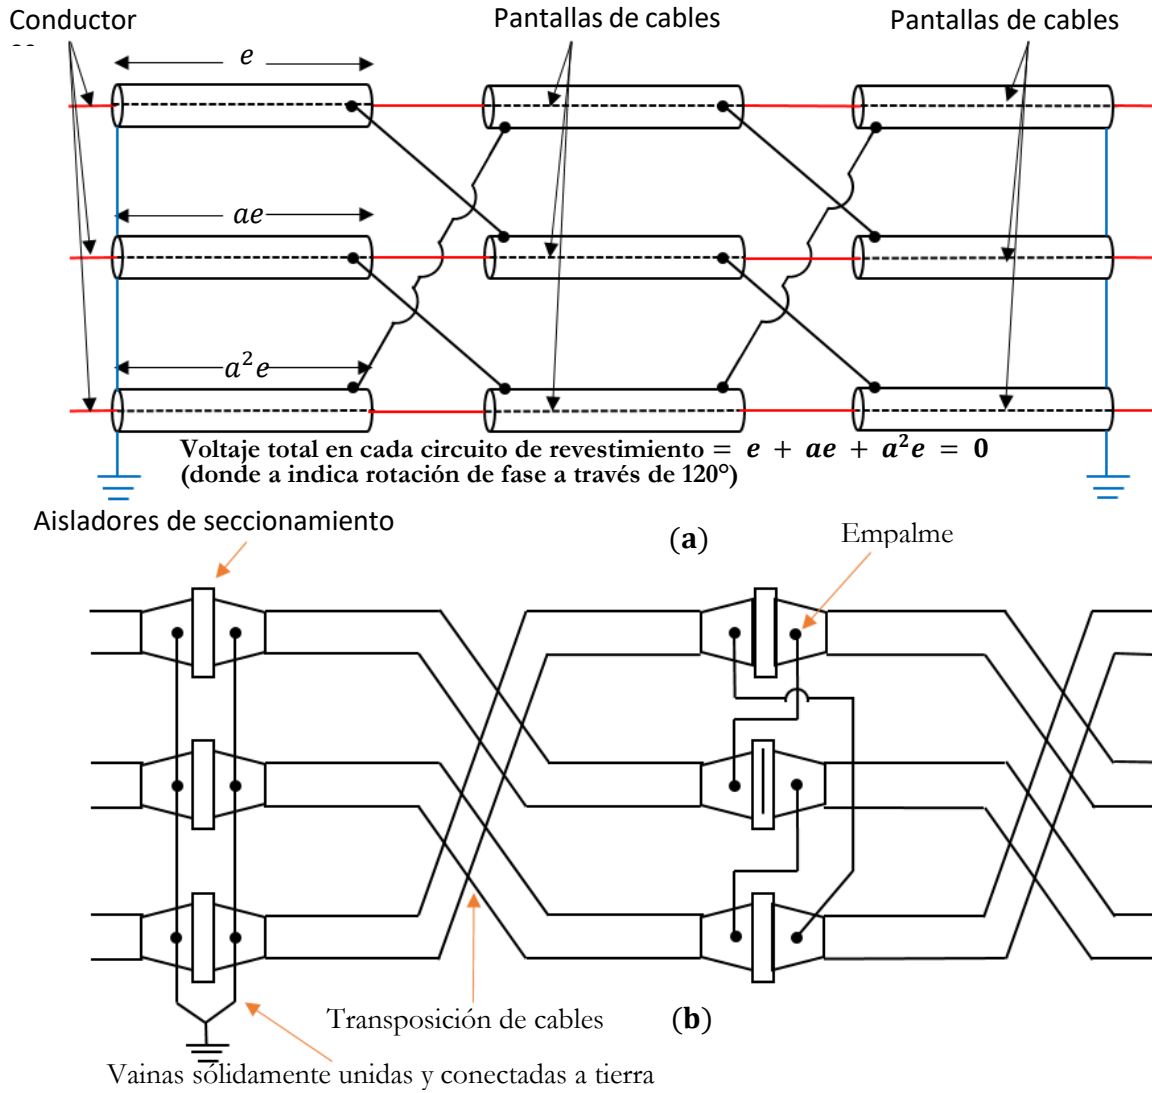 Conductor
Pantallas de cables
Pantallas de cables
e
ae
a²e
Voltaje total en cada circuito de revestimiento = e + ae + a²e = 0
(donde a indica rotación de fase a través de 120°)
Aisladores de seccionamiento
(a)
Empalme
Transposición de cables
(b)
Vainas sólidamente unidas y conectadas a tierra